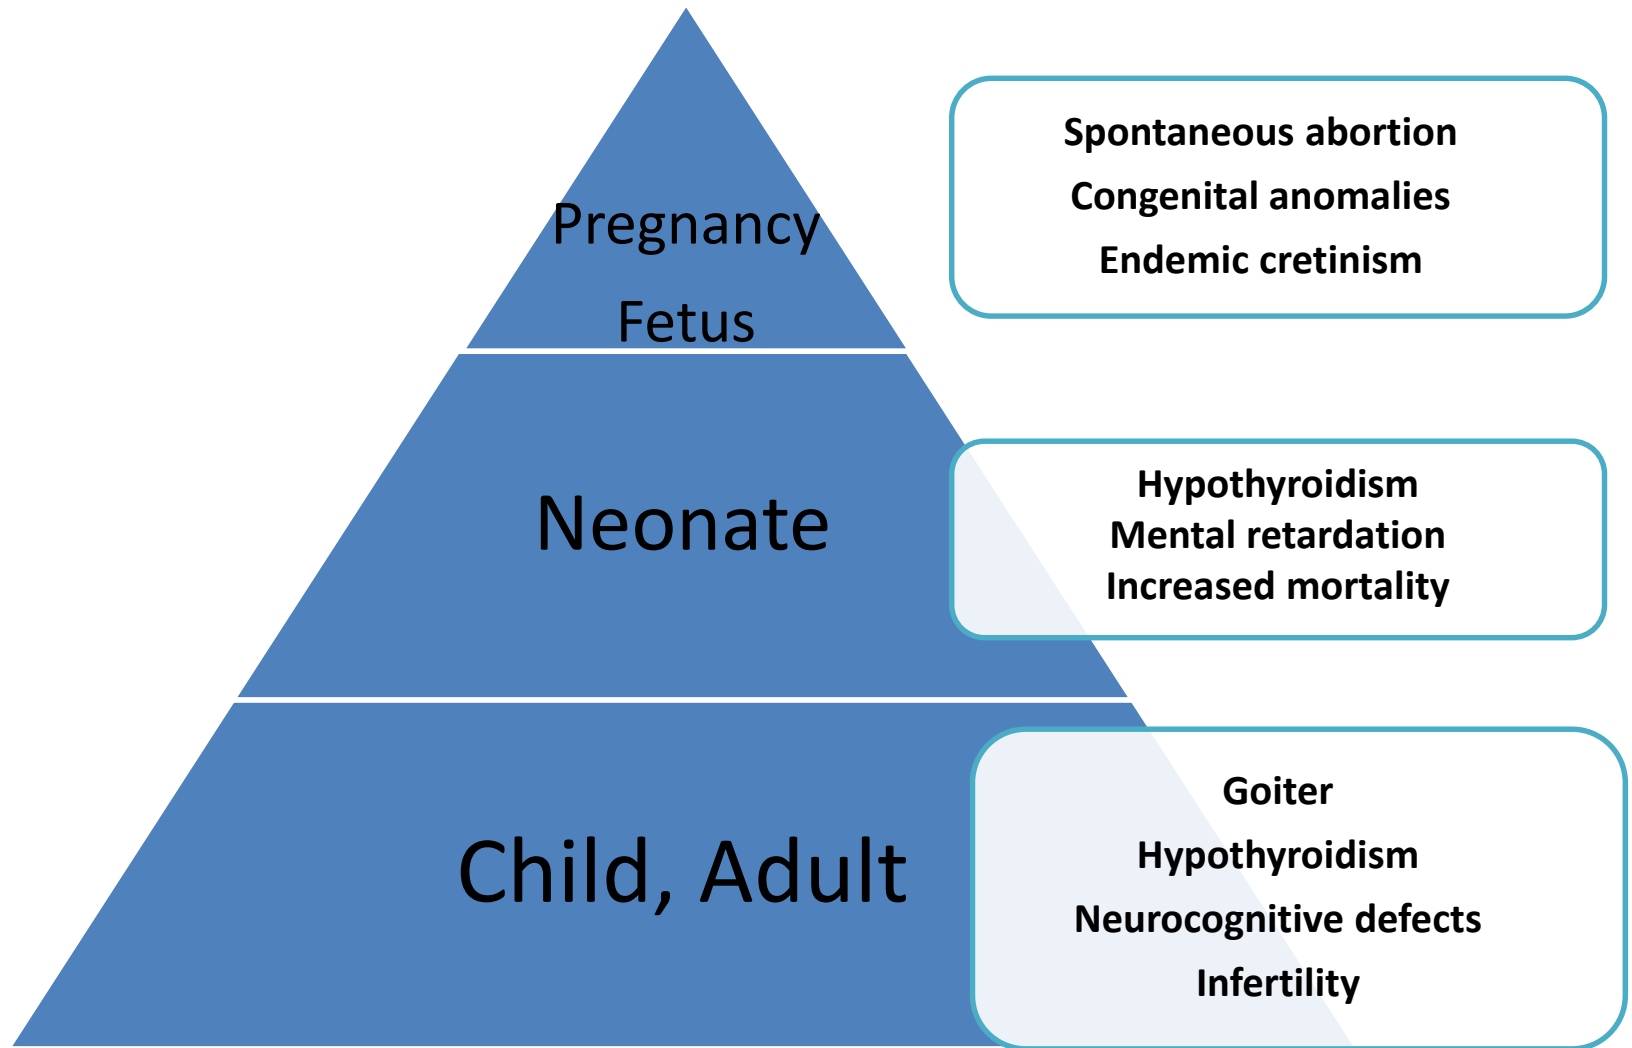 Pregnancy
Fetus
Spontaneous abortion
Congenital anomalies
Endemic cretinism
Neonate
Hypothyroidism
Mental retardation
Increased mortality
Child, Adult
Goiter
Hypothyroidism
Neurocognitive defects
Infertility